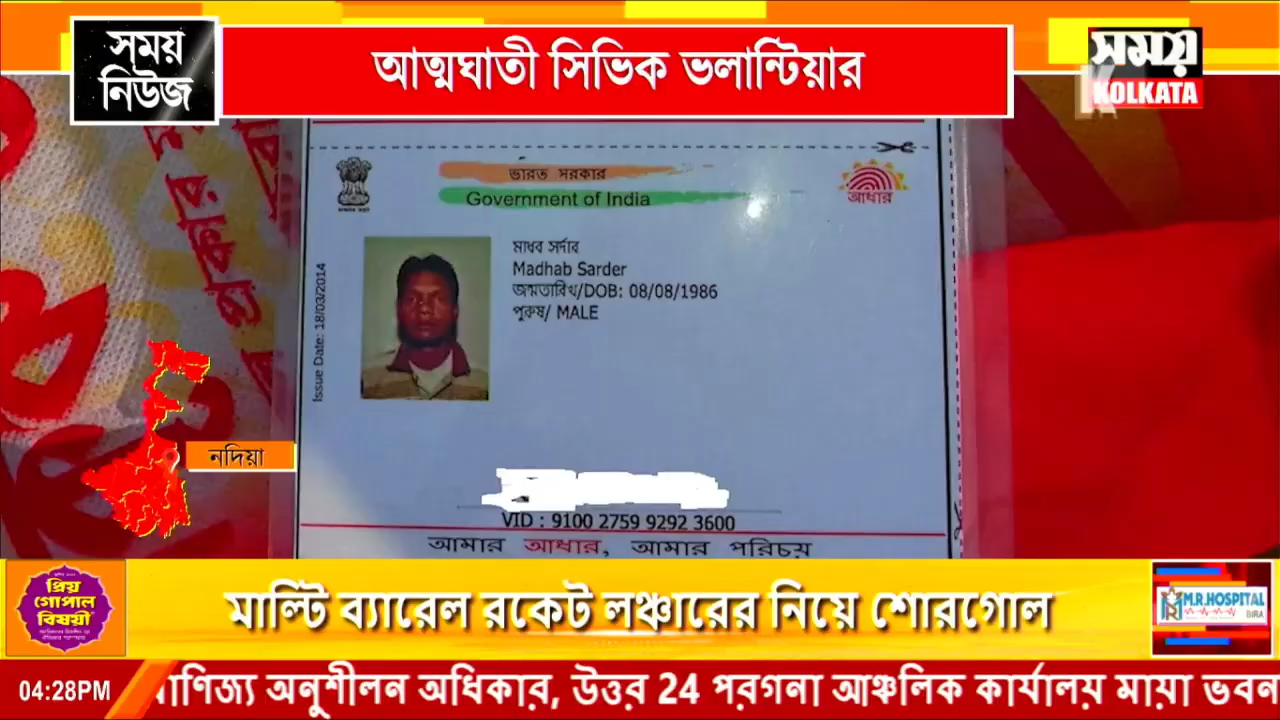 সময়
নিউজ
আত্মঘাতী সিভিক ভলান্টিয়ার
সময়
KOLKATA
ভারত সরকার
Government of India
আধার
Issue Date: 18/03/2014
মাধব সর্দার
Madhab Sarder
জন্মতারিখ/DOB: 08/08/1986
পুরুষ/ MALE
নদিয়া
VID : 9100 2759 9292 3600
আমার আধার, আমার পরিচয়
প্রিয়
গোপাল
বিষয়ী
মাল্টি ব্যারেল রকেট লঞ্চারের নিয়ে শোরগোল
M.R.HOSPITAL
BIRA
04:28PM
বাণিজ্য অনুশীলন অধিকার, উত্তর 24 পরগনা আঞ্চলিক কার্যালয় মায়া ভবন